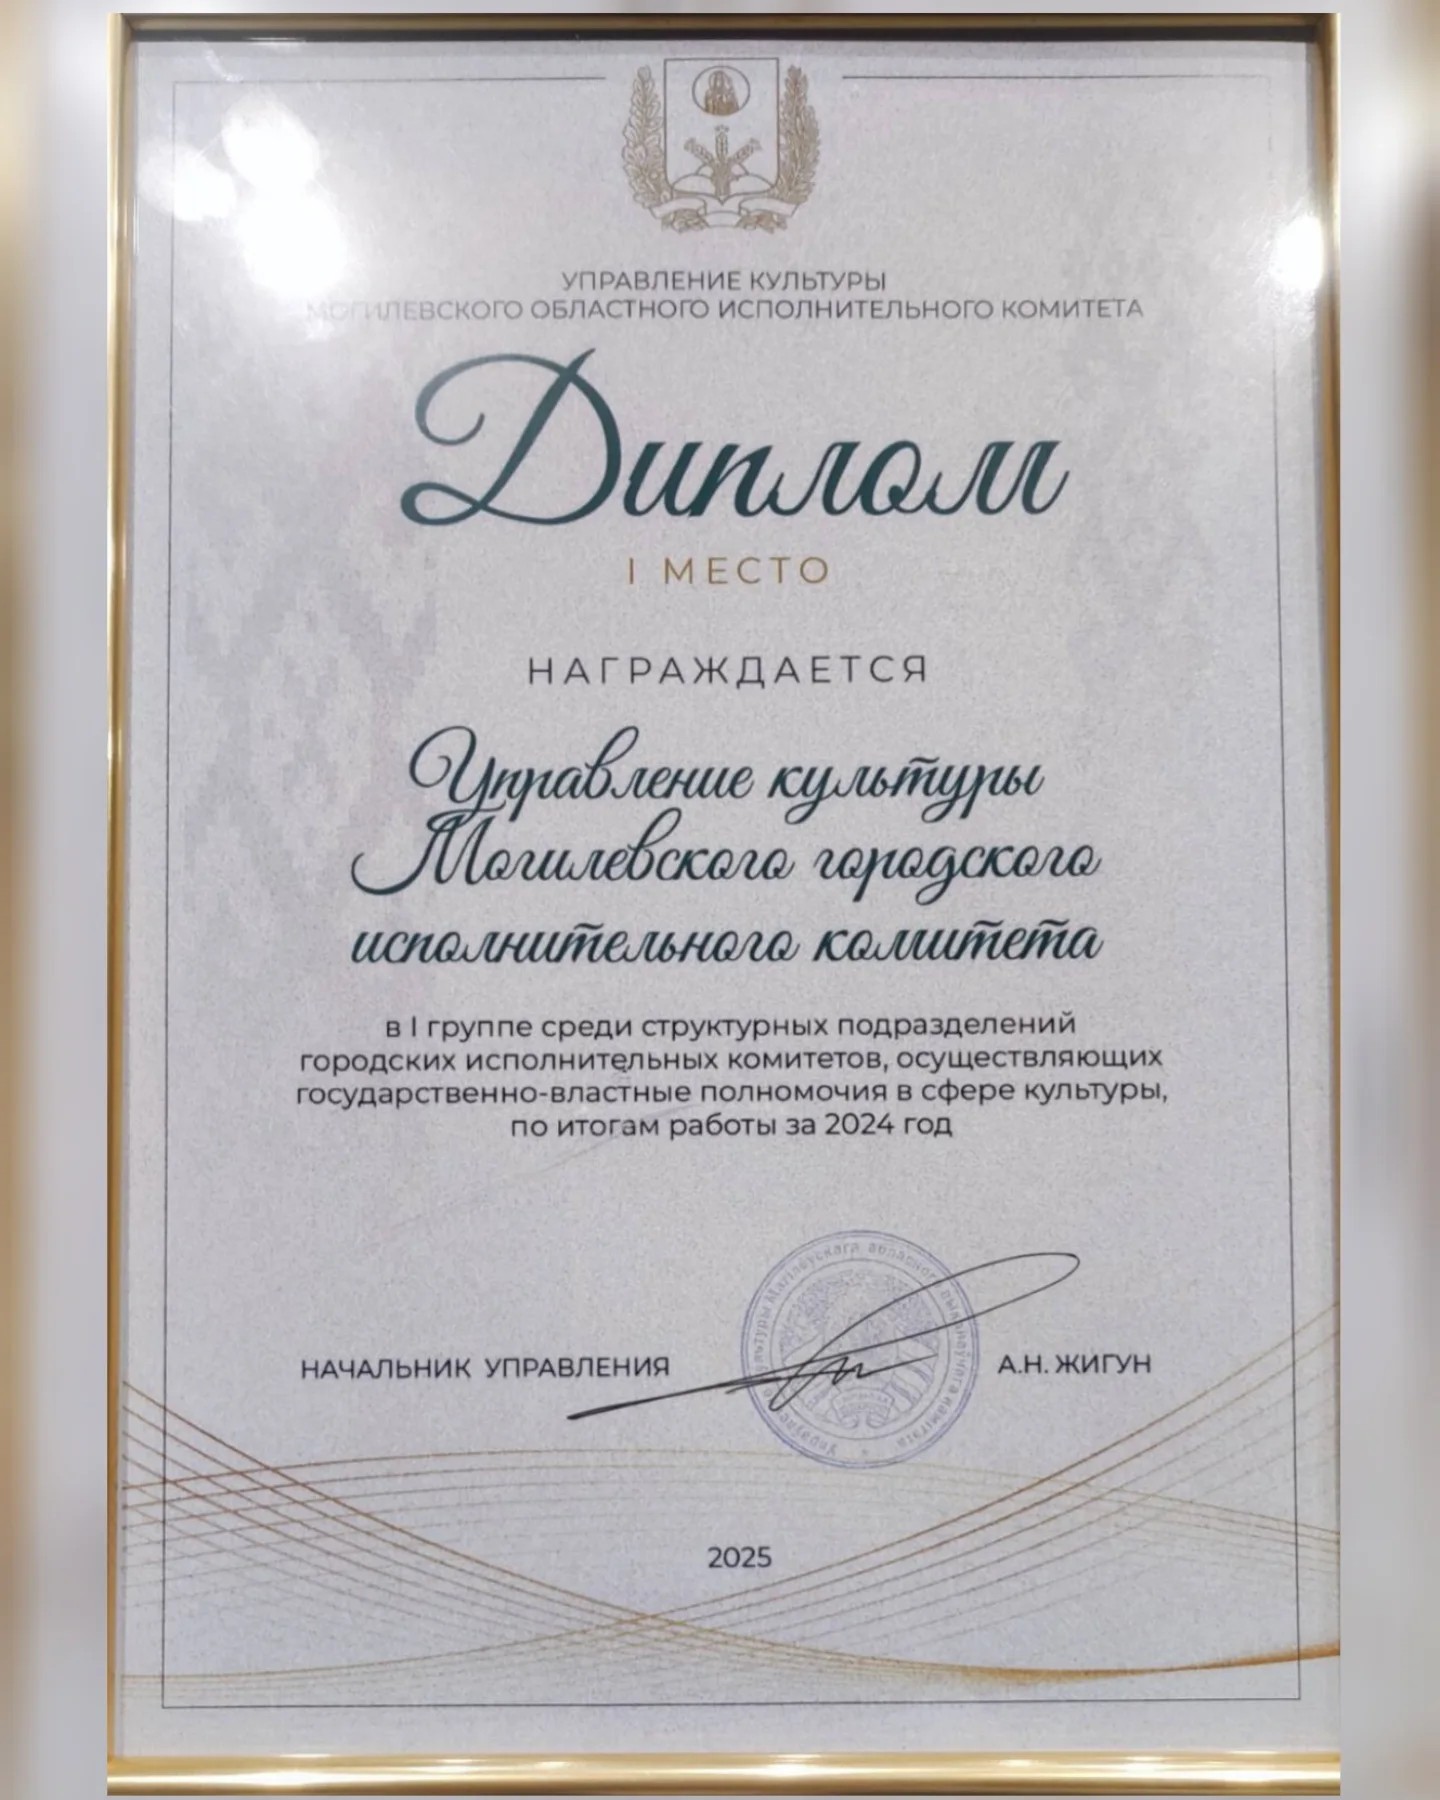 УПРАВЛЕНИЕ КУЛЬТУРЫ
МОГИЛЕВСКОГО ОБЛАСТНОГО ИСПОЛНИТЕЛЬНОГО КОМИТЕТА
Диплом
I МЕСТО
НАГРАЖДАЕТСЯ
Управление культуры
Могилевского городского
исполнительного комитета
в I группе среди структурных подразделений
городских исполнительных комитетов, осуществляющих
государственно-властные полномочия в сфере культуры,
по итогам работы за 2024 год
НАЧАЛЬНИК УПРАВЛЕНИЯ
А.Н. ЖИГУН
2025